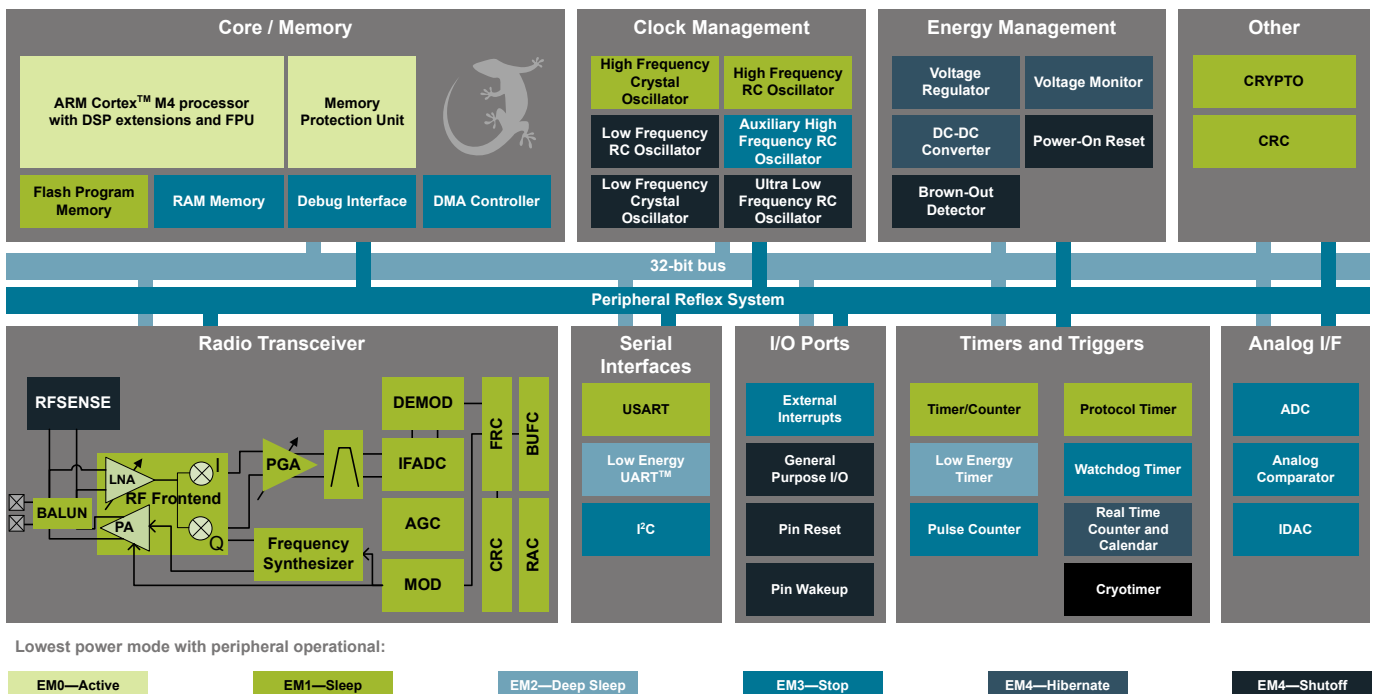 Core / Memory
ARM Cortex™ M4 processor
with DSP extensions and FPU
Memory
Protection Unit
Flash Program
Memory
RAM Memory
Debug Interface
DMA Controller
Clock Management
High Frequency
Crystal
Oscillator
High Frequency
RC Oscillator
Low Frequency
RC Oscillator
Auxiliary High
Frequency RC
Oscillator
Low Frequency
Crystal
Oscillator
Ultra Low
Frequency RC
Oscillator
Energy Management
Voltage
Regulator
Voltage Monitor
DC-DC
Converter
Power-On Reset
Brown-Out
Detector
Other
CRYPTO
CRC
32-bit bus
Peripheral Reflex System
Radio Transceiver
RFSENSE
BALUN
LNA
RF Frontend
PA
I
Q
PGA
Frequency
Synthesizer
DEMOD
IFADC
AGC
MOD
FRC
BUFC
CRC
RAC
Serial
Interfaces
USART
Low Energy
UART™
I²C
I/O Ports
External
Interrupts
General
Purpose I/O
Pin Reset
Pin Wakeup
Timers and Triggers
Timer/Counter
Protocol Timer
Low Energy
Timer
Watchdog Timer
Pulse Counter
Real Time
Counter and
Calendar
Cryotimer
Analog I/F
ADC
Analog
Comparator
IDAC
Lowest power mode with peripheral operational:
EM0—Active
EM1—Sleep
EM2—Deep Sleep
EM3—Stop
EM4—Hibernate
EM4—Shutoff